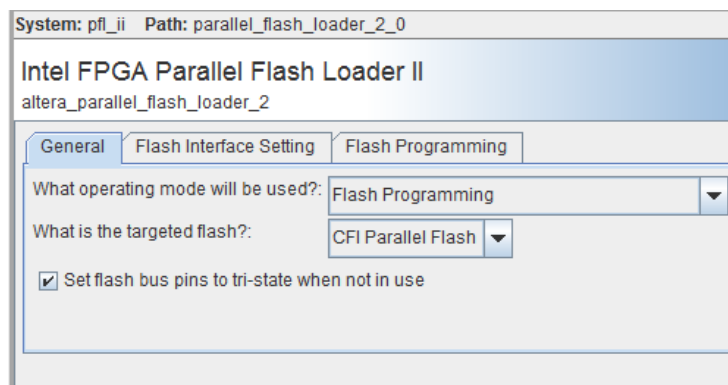 System: pfl_ii Path: parallel_flash_loader_2_0
Intel FPGA Parallel Flash Loader II
altera_parallel_flash_loader_2
General Flash Interface Setting Flash Programming
What operating mode will be used?: Flash Programming
What is the targeted flash?: CFI Parallel Flash
Set flash bus pins to tri-state when not in use